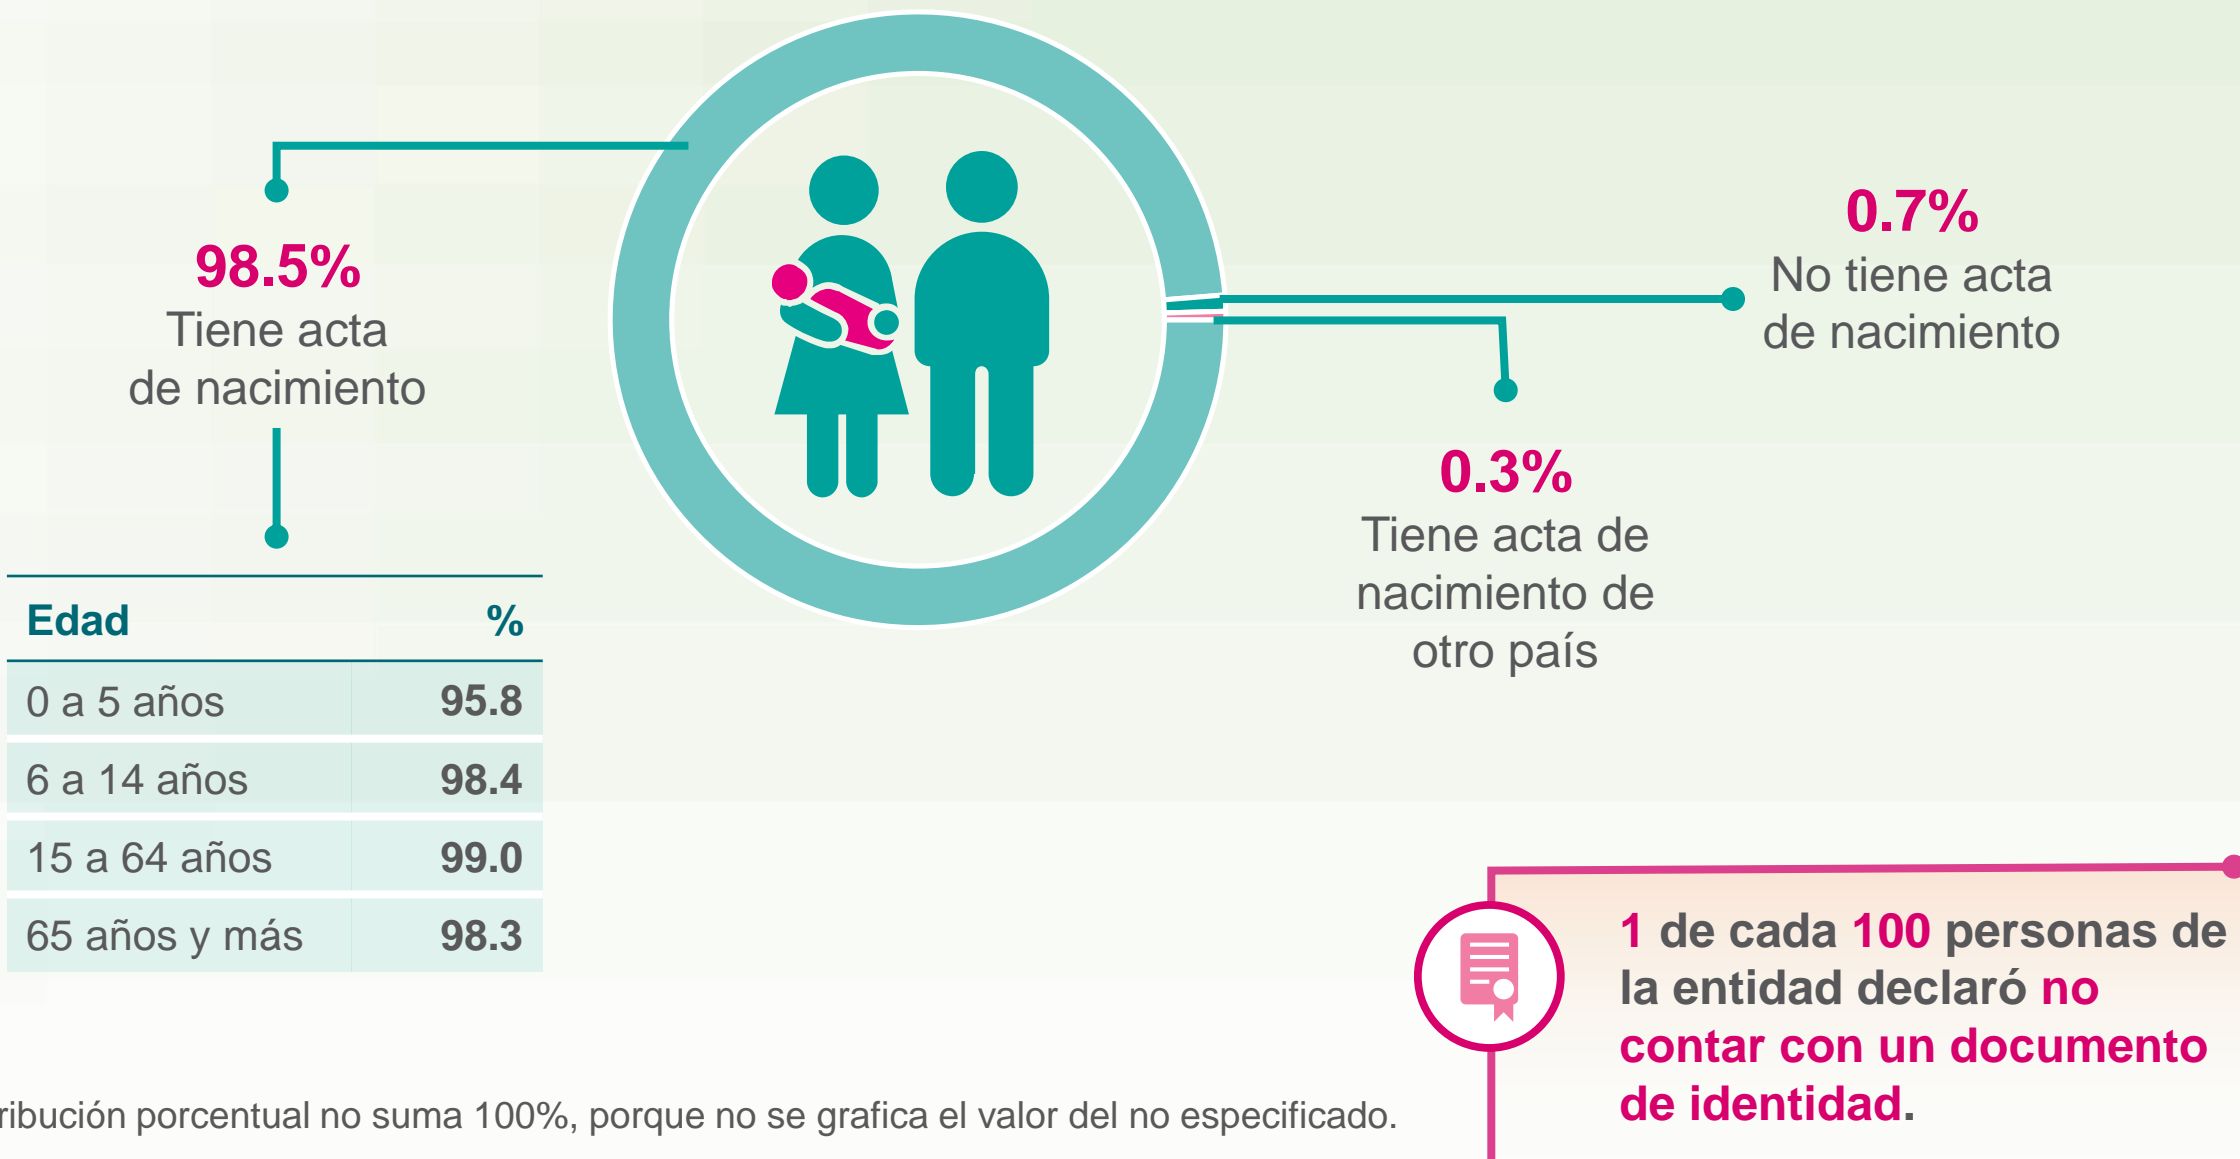 98.5%
Tiene acta
de nacimiento
0.7%
No tiene acta
de nacimiento
0.3%
Tiene acta de
nacimiento de
otro país
Edad %
0 a 5 años 95.8
6 a 14 años 98.4
15 a 64 años 99.0
65 años y más 98.3
1 de cada 100 personas de
la entidad declaró no
contar con un documento
de identidad.
porcentual no suma 100%, porque no se grafica el valor del no especificado.